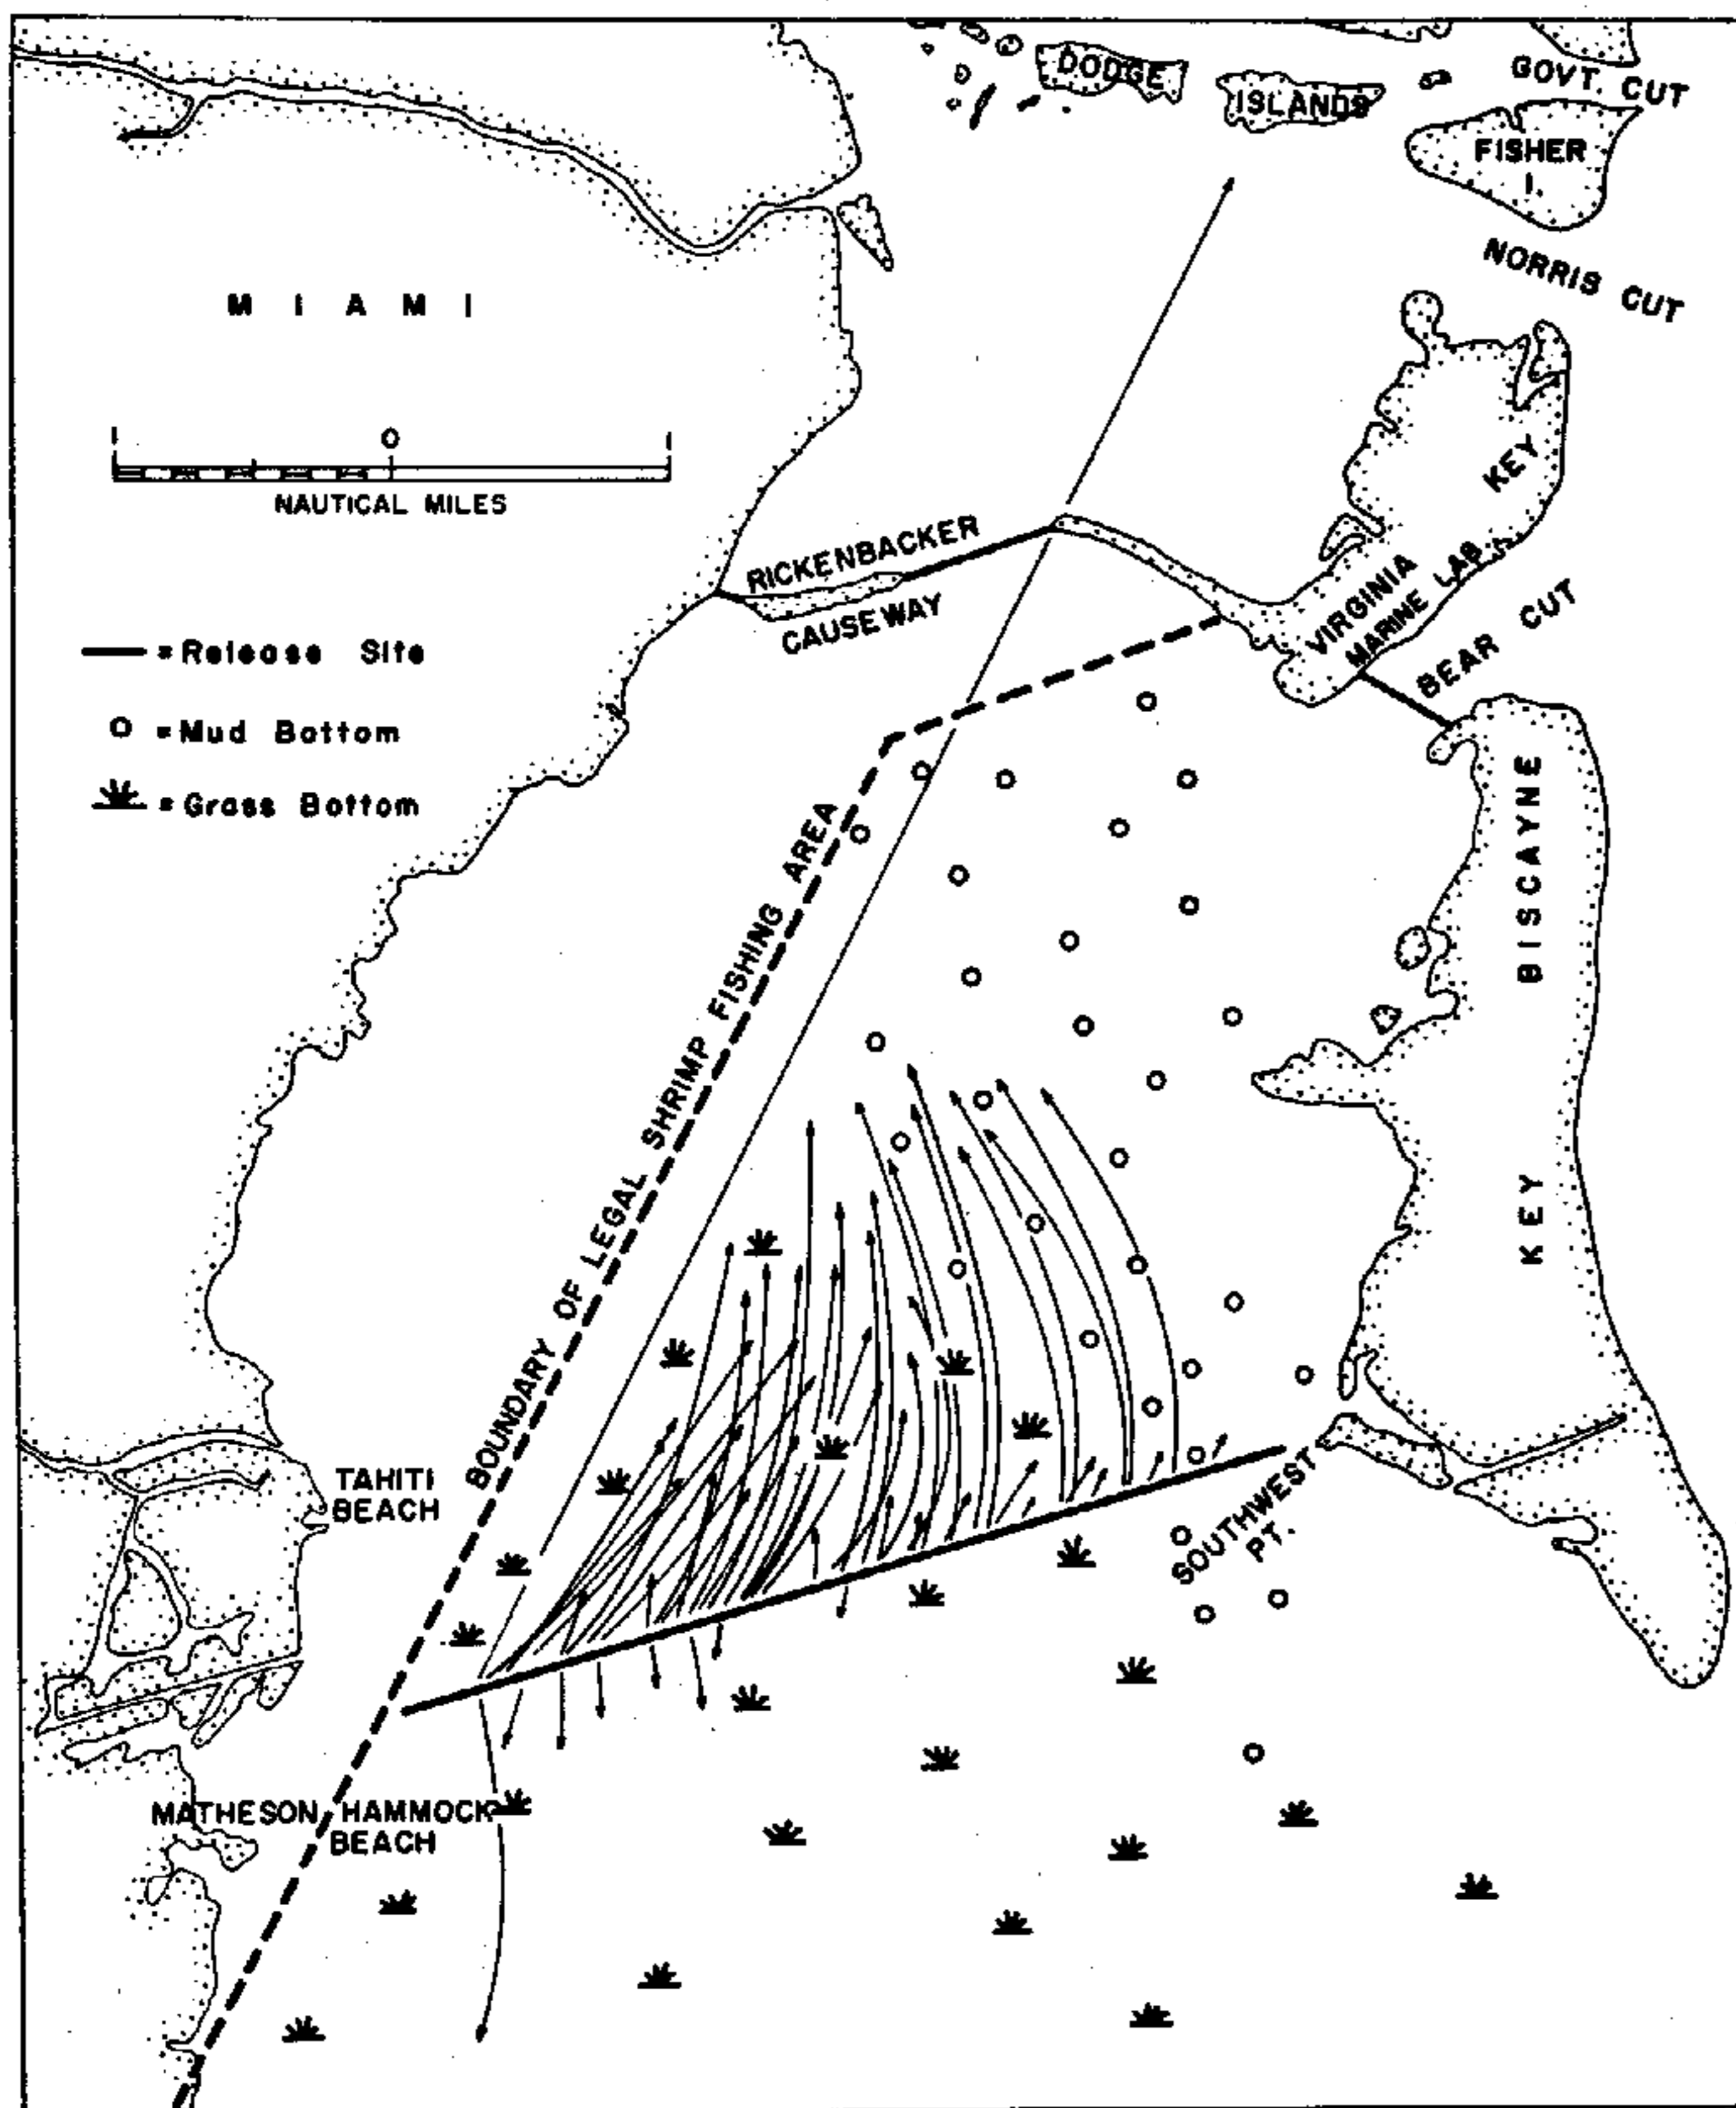 DODGE
ISLANDS
GOVT. CUT
FISHER
I.
NORRIS CUT
MIAMI
1 0 1
NAUTICAL MILES
RICKENBACKER
CAUSEWAY
VIRGINIA KEY
MARINE LAB.
BEAR CUT
= Release Site
= Mud Bottom
= Grass Bottom
KEY BISCAYNE
BOUNDARY OF LEGAL SHRIMP FISHING AREA
TAHITI
BEACH
SOUTHWEST
PT.
MATHESON HAMMOCK
BEACH